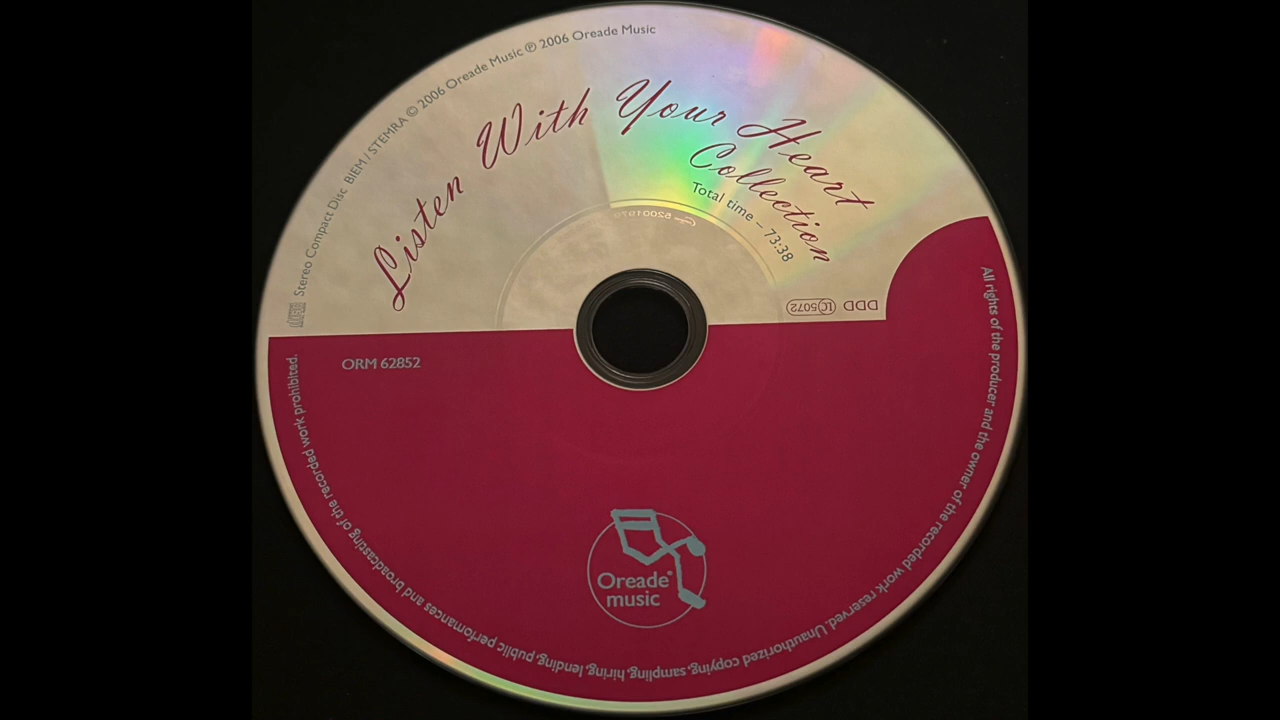 Stereo Compact Disc BIEM / STEMRA © 2006 Oreade Music ℗ 2006 Oreade Music
Listen With Your Heart
Collection
Total time – 73:38
DDD LC 5072
ORM 62852
Oreade®
music
All rights of the producer and the owner of the recorded work reserved. Unauthorized copying, sampling, hiring, lending, public performances and broadcasting of the recorded work prohibited.